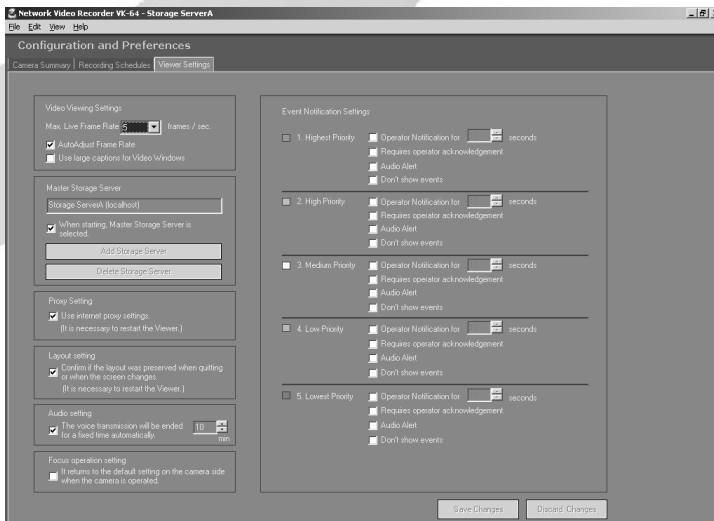 Network Video Recorder VK-64 - Storage ServerA
File Edit View Help
Configuration and Preferences
Camera Summary Recording Schedules Viewer Settings
Video Viewing Settings
Max. Live Frame Rate 5 frames / sec.
AutoAdjust Frame Rate
Use large captions for Video Windows
Master Storage Server
Storage ServerA (localhost)
When starting, Master Storage Server is
selected.
Add Storage Server
Delete Storage Server
Proxy Setting
Use internet proxy settings.
(It is necessary to restart the Viewer.)
Layout setting
Confirm if the layout was preserved when quitting
or when the screen changes.
(It is necessary to restart the Viewer.)
Audio setting
The voice transmission will be ended
for a fixed time automatically.
10
min
Focus operation setting
It returns to the default setting on the camera side
when the camera is operated.
Event Notification Settings
1. Highest Priority Operator Notification for seconds
Requires operator acknowledgement
Audio Alert
Don't show events
2. High Priority Operator Notification for seconds
Requires operator acknowledgement
Audio Alert
Don't show events
3. Medium Priority Operator Notification for seconds
Requires operator acknowledgement
Audio Alert
Don't show events
4. Low Priority Operator Notification for seconds
Requires operator acknowledgement
Audio Alert
Don't show events
5. Lowest Priority Operator Notification for seconds
Requires operator acknowledgement
Audio Alert
Don't show events
Save Changes Discard Changes